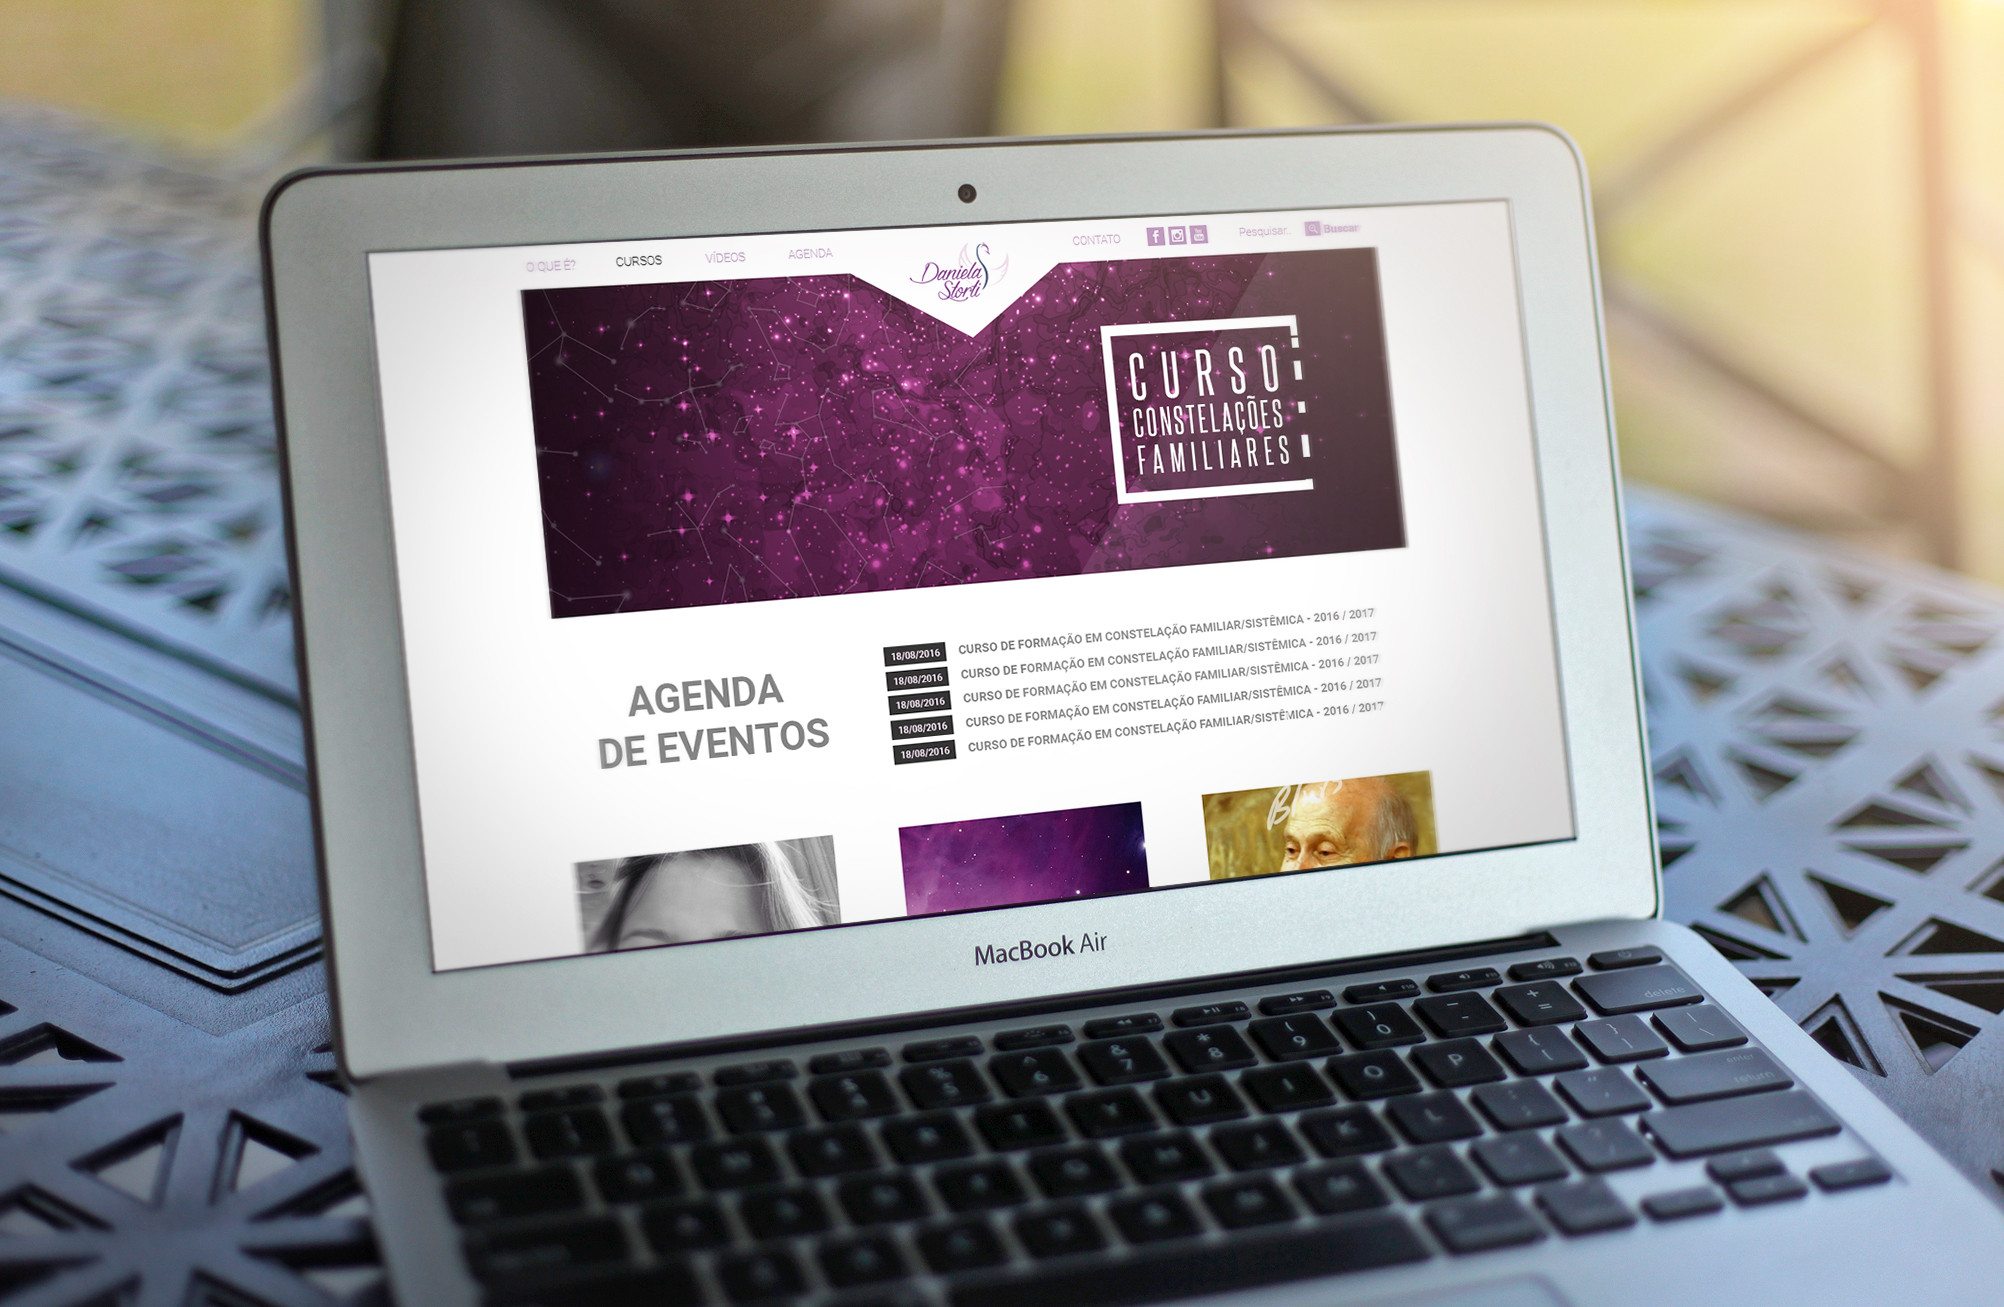 O QUE É?
CURSOS
VÍDEOS
AGENDA
Daniela
Storti
CONTATO
Pesquisar..
Buscar
CURSO
CONSTELAÇÕES
FAMILIARES
AGENDA
DE EVENTOS
18/08/2016 CURSO DE FORMAÇÃO EM CONSTELAÇÃO FAMILIAR/SISTÊMICA - 2016 / 2017
18/08/2016 CURSO DE FORMAÇÃO EM CONSTELAÇÃO FAMILIAR/SISTÊMICA - 2016 / 2017
18/08/2016 CURSO DE FORMAÇÃO EM CONSTELAÇÃO FAMILIAR/SISTÊMICA - 2016 / 2017
18/08/2016 CURSO DE FORMAÇÃO EM CONSTELAÇÃO FAMILIAR/SISTÊMICA - 2016 / 2017
18/08/2016 CURSO DE FORMAÇÃO EM CONSTELAÇÃO FAMILIAR/SISTÊMICA - 2016 / 2017
MacBook Air
delete
enter
return